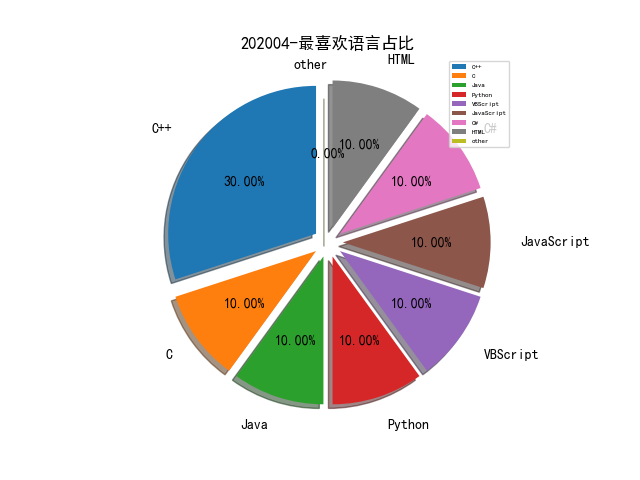 202004-最喜欢语言占比
other
HTML
C++
C#
JavaScript
VBScript
Python
Java
C
30.00%
10.00%
10.00%
10.00%
10.00%
10.00%
10.00%
10.00%
0.00%
C++
C
Java
Python
VBScript
JavaScript
C#
HTML
other